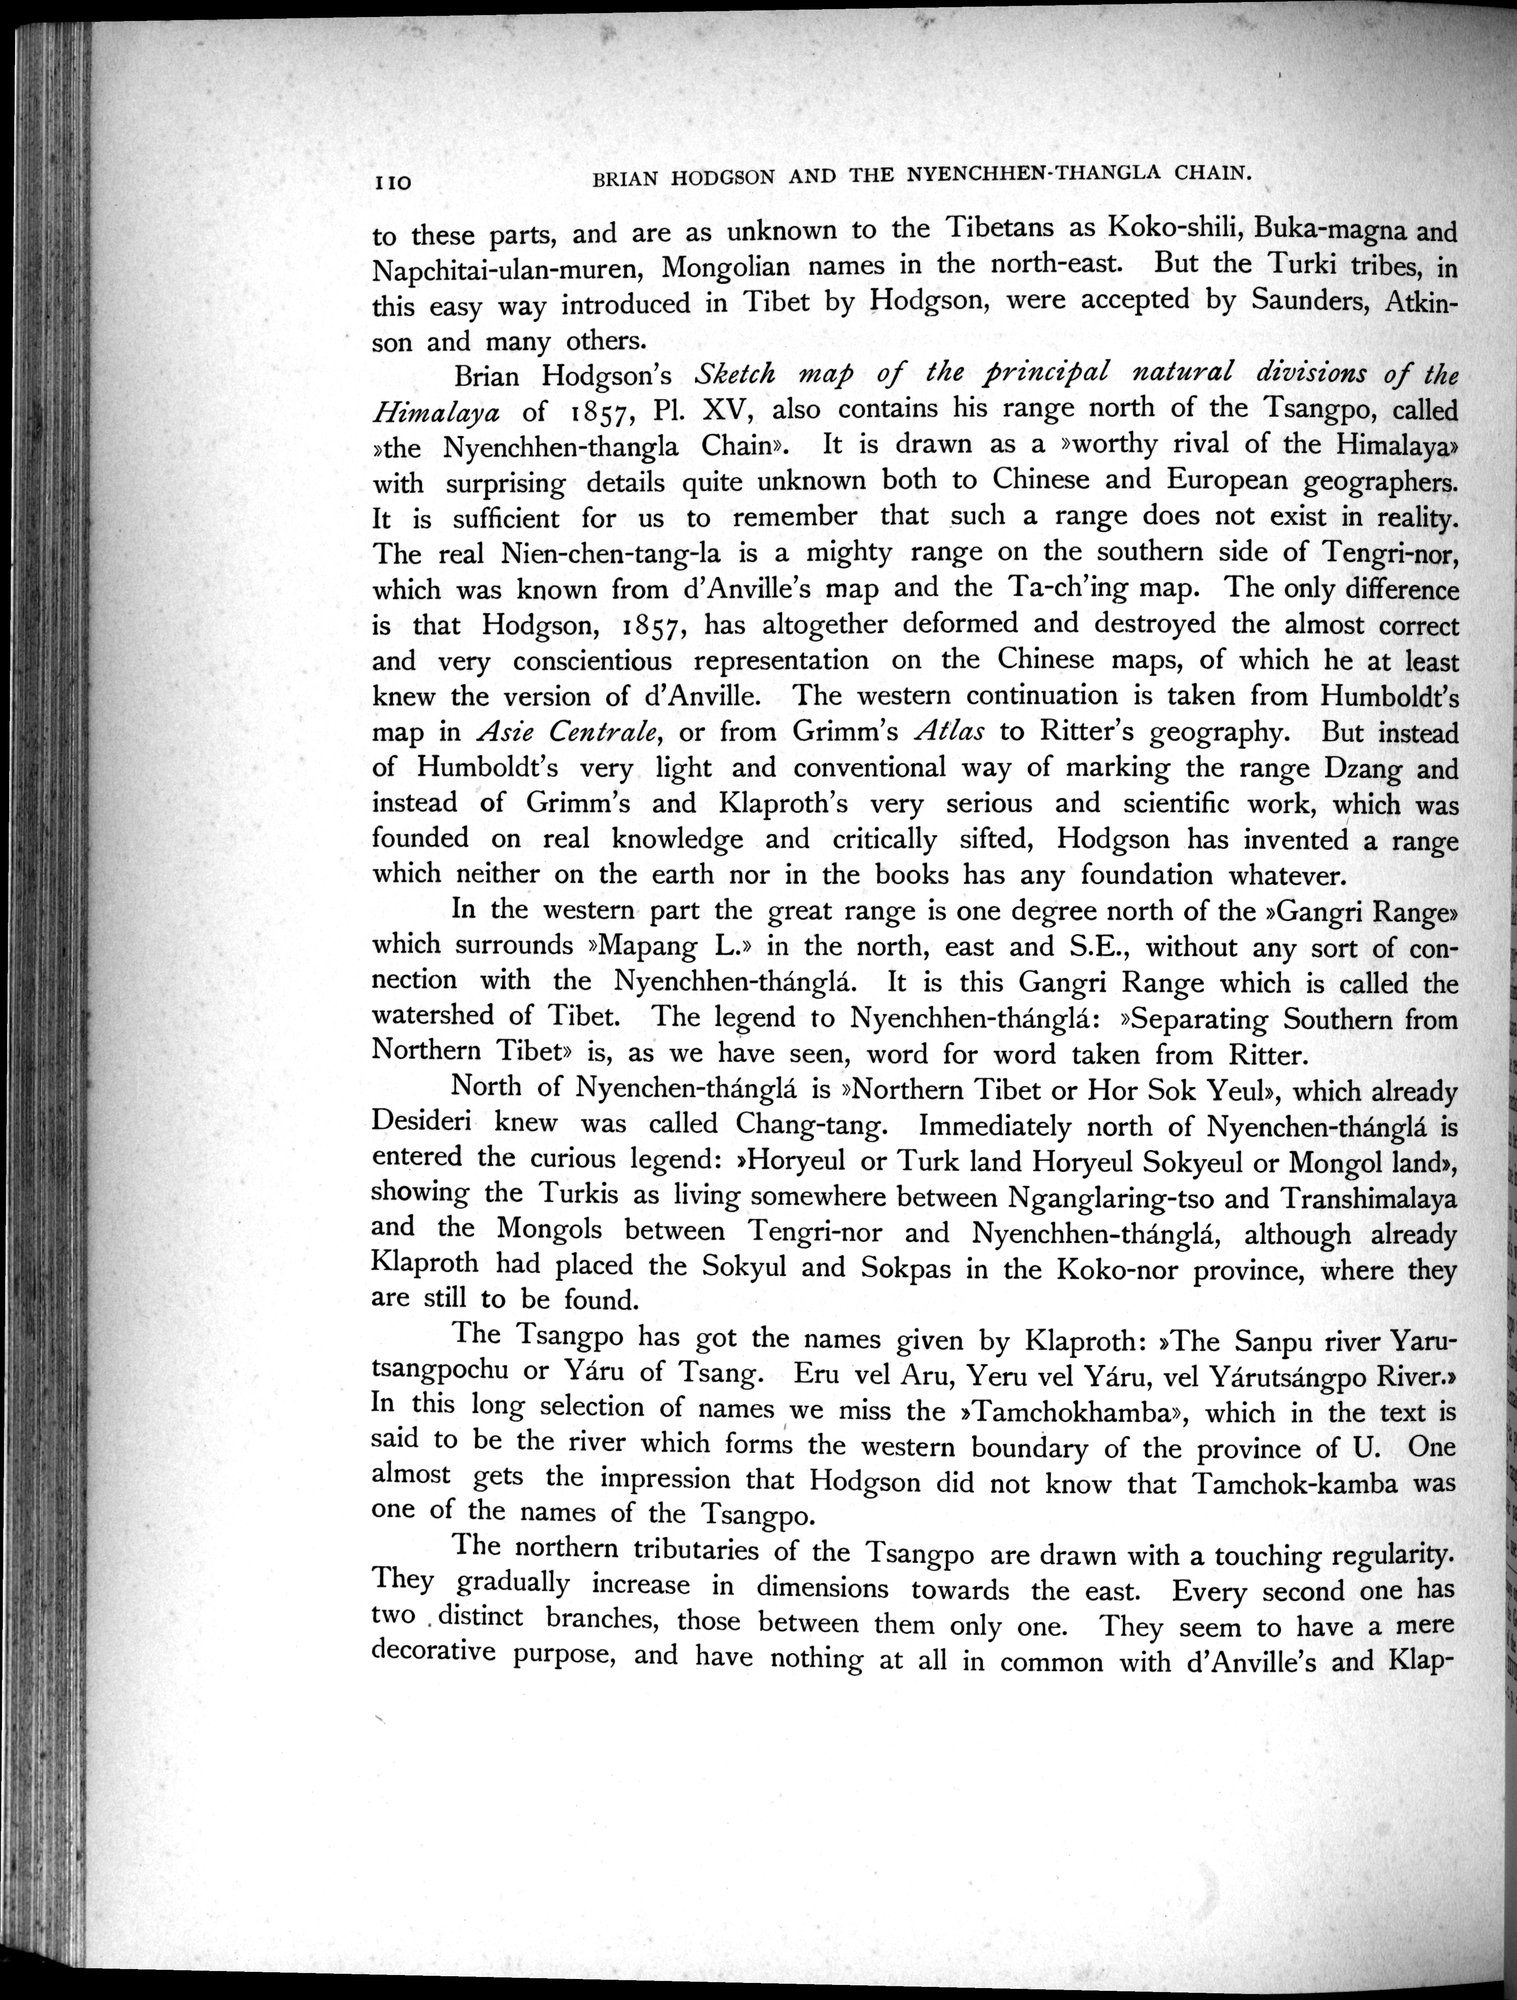 110 BRIAN HODGSON AND THE NYENCHHEN-THANGLA CHAIN.
to these parts, and are as unknown to the Tibetans as Koko-shili, Buka-magna and
Napchitai-ulan-muren, Mongolian names in the north-east. But the Turki tribes, in
this easy way introduced in Tibet by Hodgson, were accepted by Saunders, Atkin-
son and many others.
Brian Hodgson's Sketch map of the principal natural divisions of the
Himalaya of 1857, Pl. XV, also contains his range north of the Tsangpo, called
»the Nyenchhen-thangla Chain». It is drawn as a »worthy rival of the Himalaya»
with surprising details quite unknown both to Chinese and European geographers.
It is sufficient for us to remember that such a range does not exist in reality.
The real Nien-chen-tang-la is a mighty range on the southern side of Tengri-nor,
which was known from d'Anville's map and the Ta-ch'ing map. The only difference
is that Hodgson, 1857, has altogether deformed and destroyed the almost correct
and very conscientious representation on the Chinese maps, of which he at least
knew the version of d'Anville. The western continuation is taken from Humboldt's
map in Asie Centrale, or from Grimm's Atlas to Ritter's geography. But instead
of Humboldt's very light and conventional way of marking the range Dzang and
instead of Grimm's and Klaproth's very serious and scientific work, which was
founded on real knowledge and critically sifted, Hodgson has invented a range
which neither on the earth nor in the books has any foundation whatever.
In the western part the great range is one degree north of the »Gangri Range»
which surrounds »Mapang L.» in the north, east and S.E., without any sort of con-
nection with the Nyenchhen-thánglá. It is this Gangri Range which is called the
watershed of Tibet. The legend to Nyenchhen-thánglá: »Separating Southern from
Northern Tibet» is, as we have seen, word for word taken from Ritter.
North of Nyenchen-thánglá is »Northern Tibet or Hor Sok Yeul», which already
Desideri knew was called Chang-tang. Immediately north of Nyenchen-thánglá is
entered the curious legend: »Horyeul or Turk land Horyeul Sokyeul or Mongol land»,
showing the Turkis as living somewhere between Nganglaring-tso and Transhimalaya
and the Mongols between Tengri-nor and Nyenchhen-thánglá, although already
Klaproth had placed the Sokyul and Sokpas in the Koko-nor province, where they
are still to be found.
The Tsangpo has got the names given by Klaproth: »The Sanpu river Yaru-
tsangpochu or Yáru of Tsang. Eru vel Aru, Yeru vel Yáru, vel Yárutsángpo River.»
In this long selection of names we miss the »Tamchokhamba», which in the text is
said to be the river which forms the western boundary of the province of U. One
almost gets the impression that Hodgson did not know that Tamchok-kamba was
one of the names of the Tsangpo.
The northern tributaries of the Tsangpo are drawn with a touching regularity.
They gradually increase in dimensions towards the east. Every second one has
two distinct branches, those between them only one. They seem to have a mere
decorative purpose, and have nothing at all in common with d'Anville's and Klap-